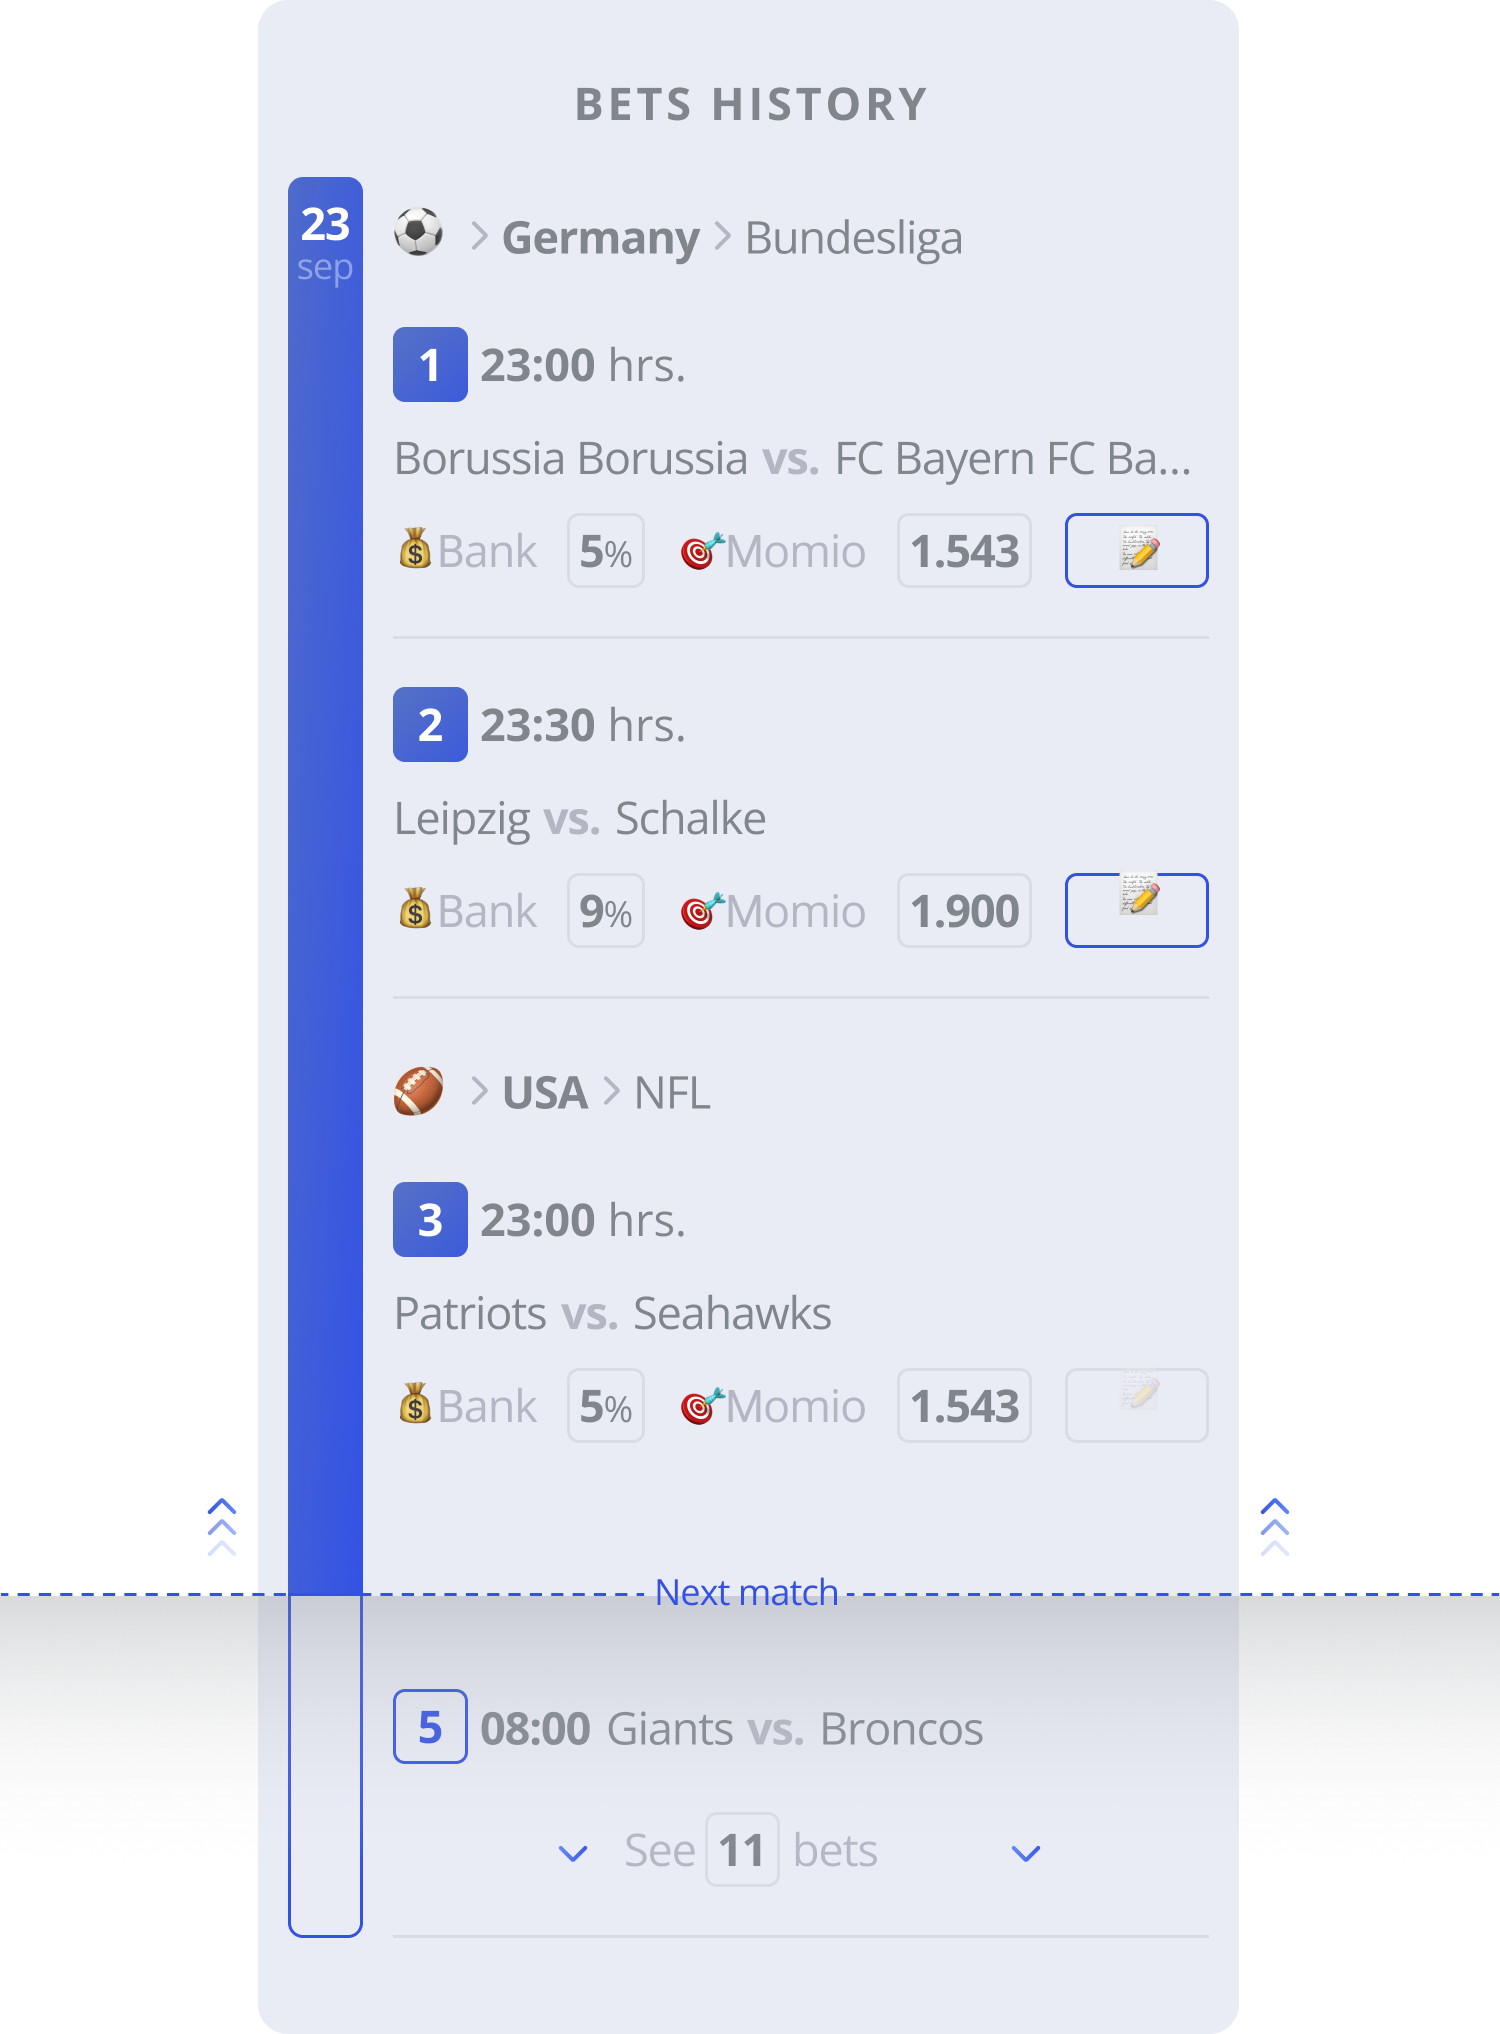 BETS HISTORY
23
sep
Germany Bundesliga
1 23:00 hrs.
Borussia Borussia vs. FC Bayern FC Ba...
Bank 5% Momio 1.543
2 23:30 hrs.
Leipzig vs. Schalke
Bank 9% Momio 1.900
USA NFL
3 23:00 hrs.
Patriots vs. Seahawks
Bank 5% Momio 1.543
Next match
5 08:00 Giants vs. Broncos
See 11 bets